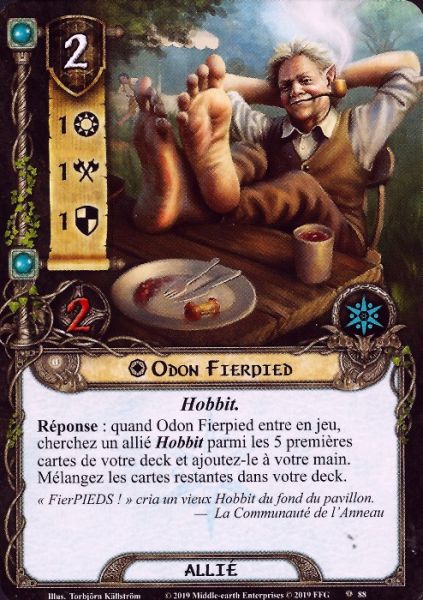 2
1
1
1
2
Odon Fierpied
Hobbit.
Réponse : quand Odon Fierpied entre en jeu,
cherchez un allié Hobbit parmi les 5 premières
cartes de votre deck et ajoutez-le à votre main.
Mélangez les cartes restantes dans votre deck.
« FierPIEDS ! » cria un vieux Hobbit du fond du pavillon.
— La Communauté de l'Anneau
ALLIÉ
Illus. Torbjörn Källström © 2019 Middle-earth Enterprises © 2019 FFG 88